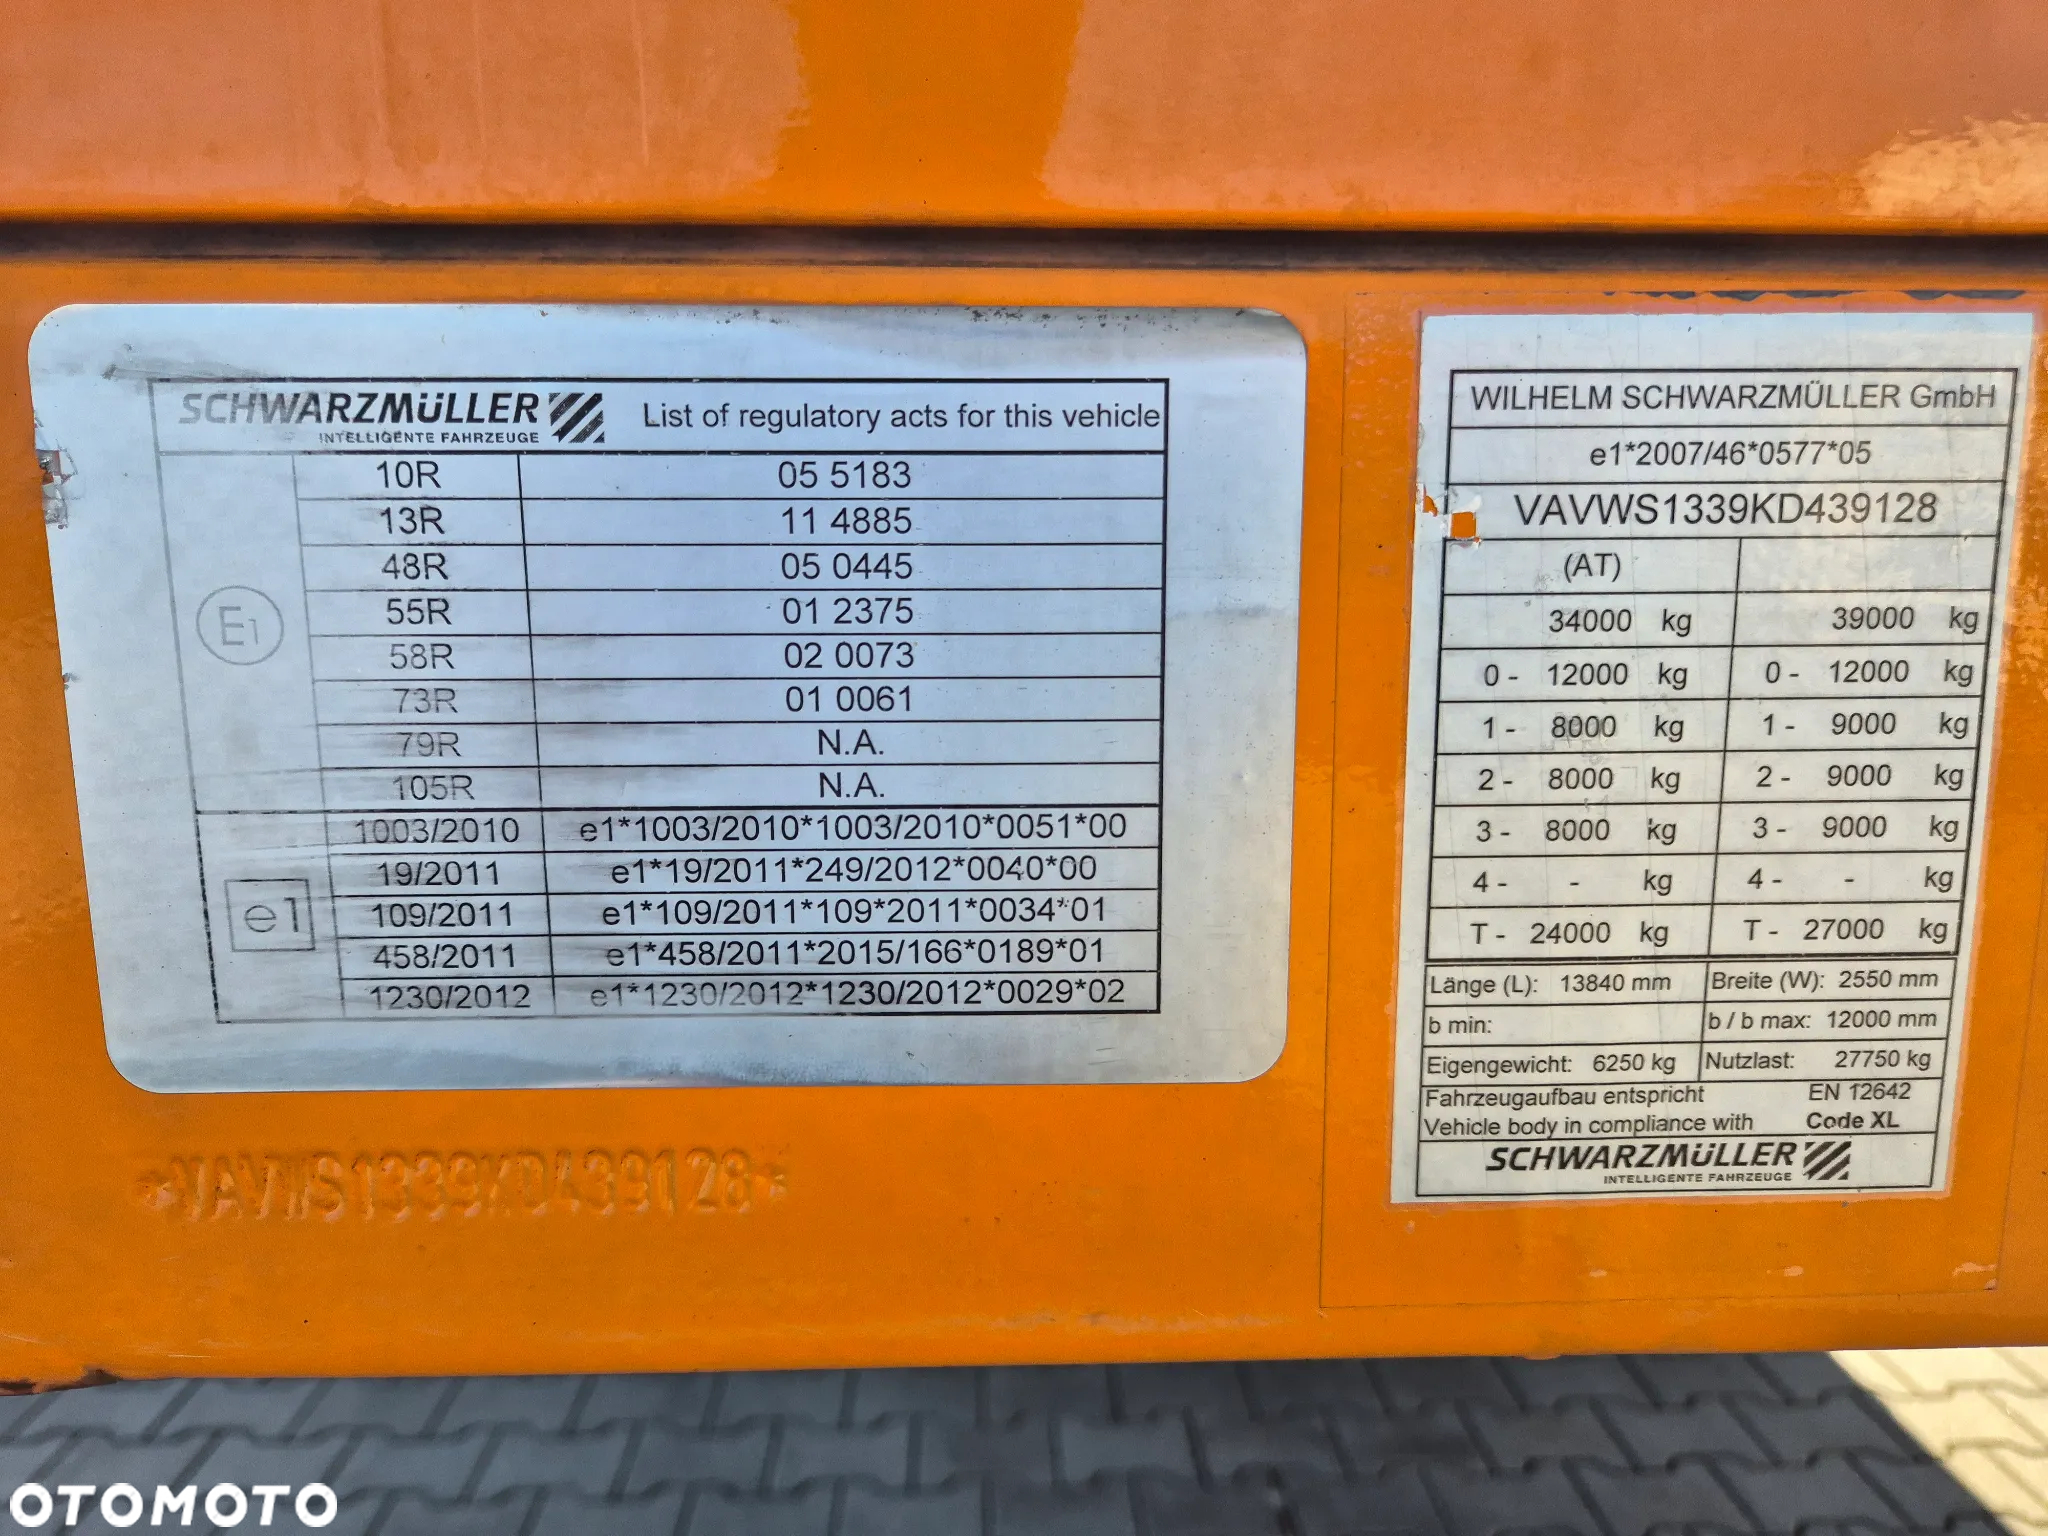 SCHWARZMÜLLER
INTELLIGENTE FAHRZEUGE
List of regulatory acts for this vehicle
E1
10R 05 5183
13R 11 4885
48R 05 0445
55R 01 2375
58R 02 0073
73R 01 0061
79R N.A.
105R N.A.
e1
1003/2010 e1*1003/2010*1003/2010*0051*00
19/2011 e1*19/2011*249/2012*0040*00
109/2011 e1*109/2011*109*2011*0034*01
458/2011 e1*458/2011*2015/166*0189*01
1230/2012 e1*1230/2012*1230/2012*0029*02
*VAVWS1339KD439128*
WILHELM SCHWARZMÜLLER GmbH
e1*2007/46*0577*05
VAVWS1339KD439128
(AT)
34000 kg 39000 kg
0 - 12000 kg 0 - 12000 kg
1 - 8000 kg 1 - 9000 kg
2 - 8000 kg 2 - 9000 kg
3 - 8000 kg 3 - 9000 kg
4 - - kg 4 - - kg
T - 24000 kg T - 27000 kg
Länge (L): 13840 mm Breite (W): 2550 mm
b min: b / b max: 12000 mm
Eigengewicht: 6250 kg Nutzlast: 27750 kg
Fahrzeugaufbau entspricht EN 12642
Vehicle body in compliance with Code XL
SCHWARZMÜLLER
INTELLIGENTE FAHRZEUGE
OTOMOTO